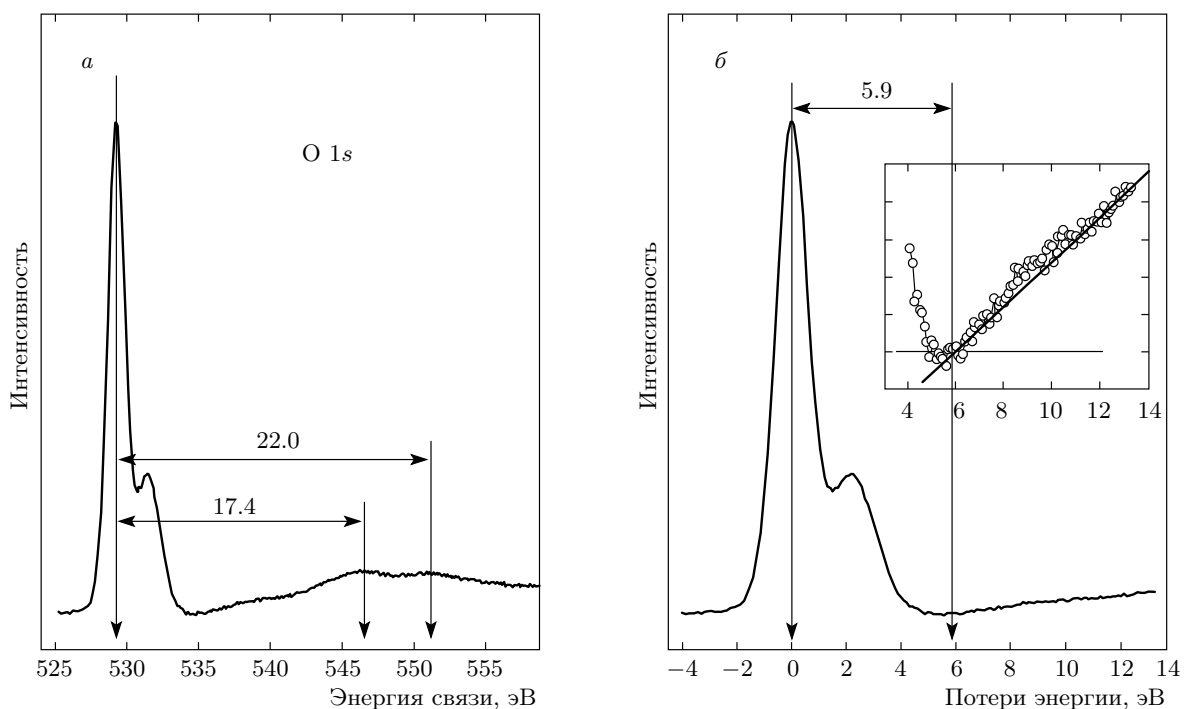 а
O 1s
22.0
17.4
Интенсивность
525 530 535 540 545 550 555
Энергия связи, эВ
б
5.9
4 6 8 10 12 14
Интенсивность
−4 −2 0 2 4 6 8 10 12 14
Потери энергии, эВ